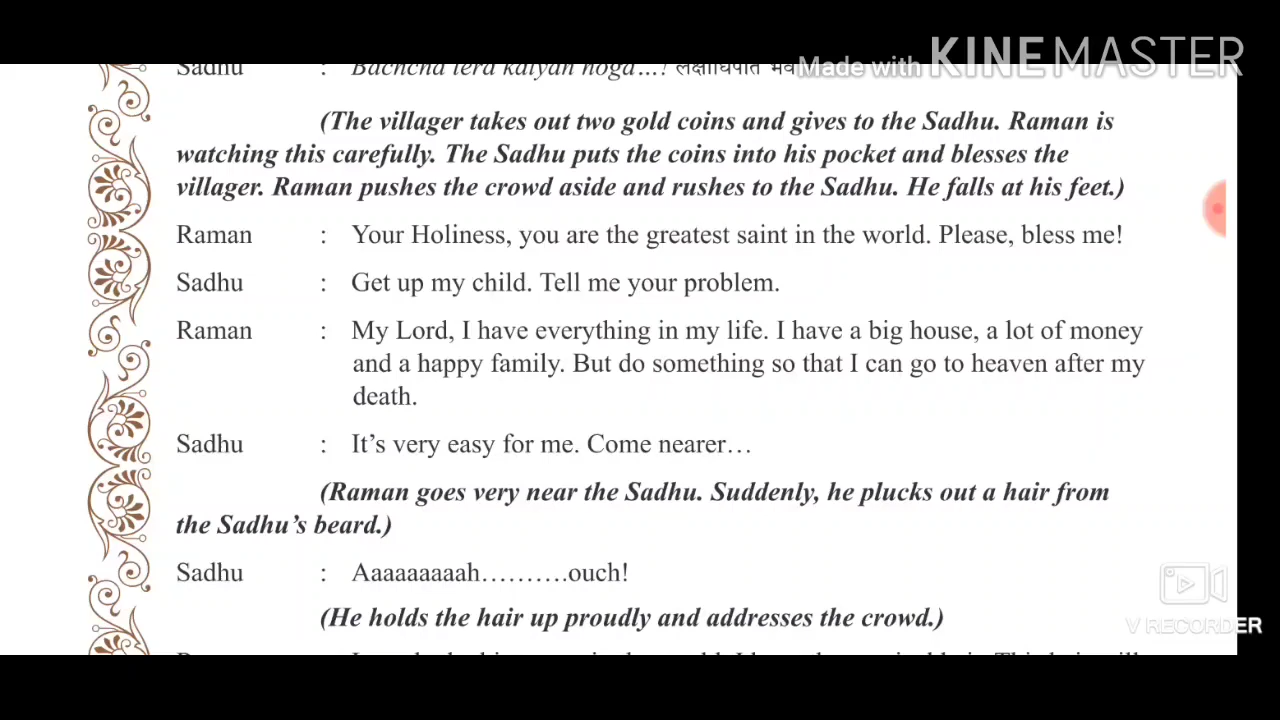 Sadhu : Bachcha tera kalyan hoga...! लक्षाधिपति भव
Made with KINEMASTER
(The villager takes out two gold coins and gives to the Sadhu. Raman is
watching this carefully. The Sadhu puts the coins into his pocket and blesses the
villager. Raman pushes the crowd aside and rushes to the Sadhu. He falls at his feet.)
Raman : Your Holiness, you are the greatest saint in the world. Please, bless me!
Sadhu : Get up my child. Tell me your problem.
Raman : My Lord, I have everything in my life. I have a big house, a lot of money
and a happy family. But do something so that I can go to heaven after my
death.
Sadhu : It's very easy for me. Come nearer…
(Raman goes very near the Sadhu. Suddenly, he plucks out a hair from
the Sadhu's beard.)
Sadhu : Aaaaaaaaah……….ouch!
(He holds the hair up proudly and addresses the crowd.)
V RECORDER